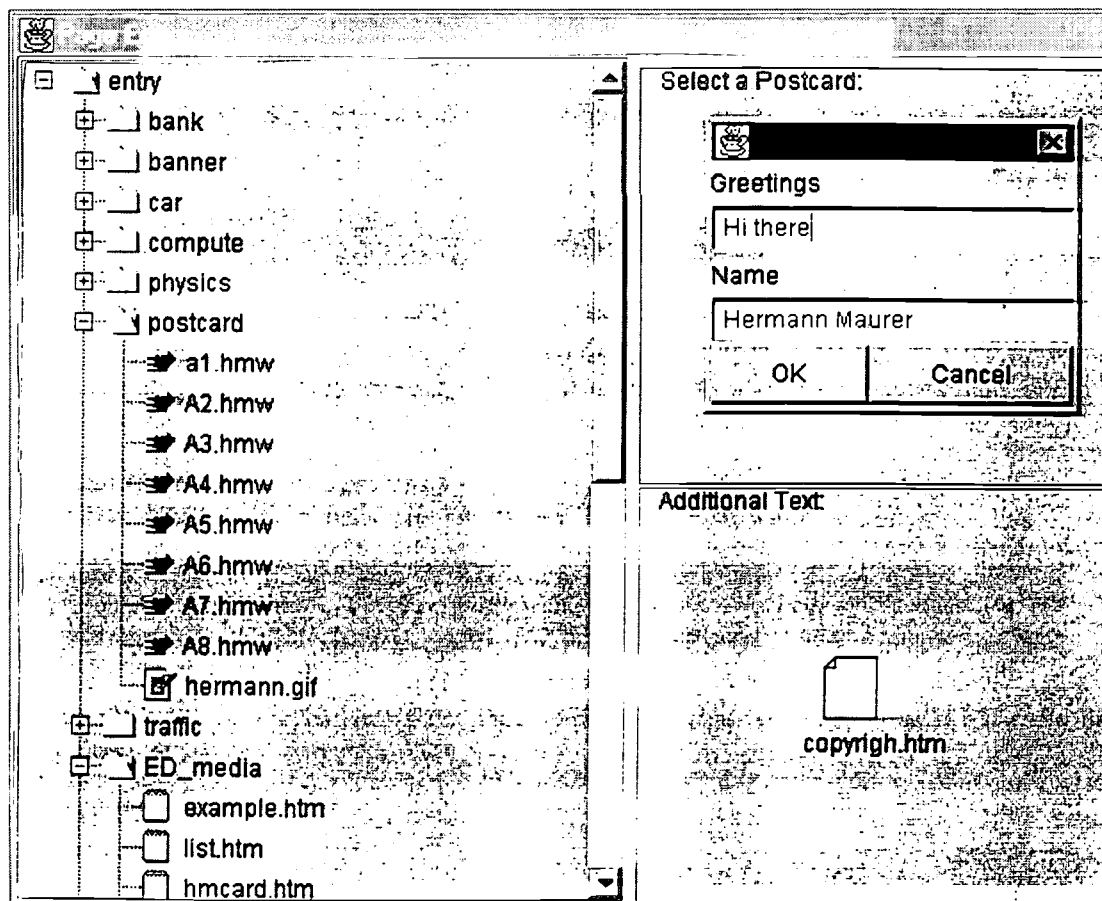 entry
bank
banner
car
compute
physics
postcard
a1.hmw
A2.hmw
A3.hmw
A4.hmw
A5.hmw
A6.hmw
A7.hmw
A8.hmw
hermann.gif
traffic
ED_media
example.htm
list.htm
hmcard.htm
Select a Postcard:
Greetings
Hi there
Name
Hermann Maurer
OK Cancel
Additional Text:
copyrigh.htm